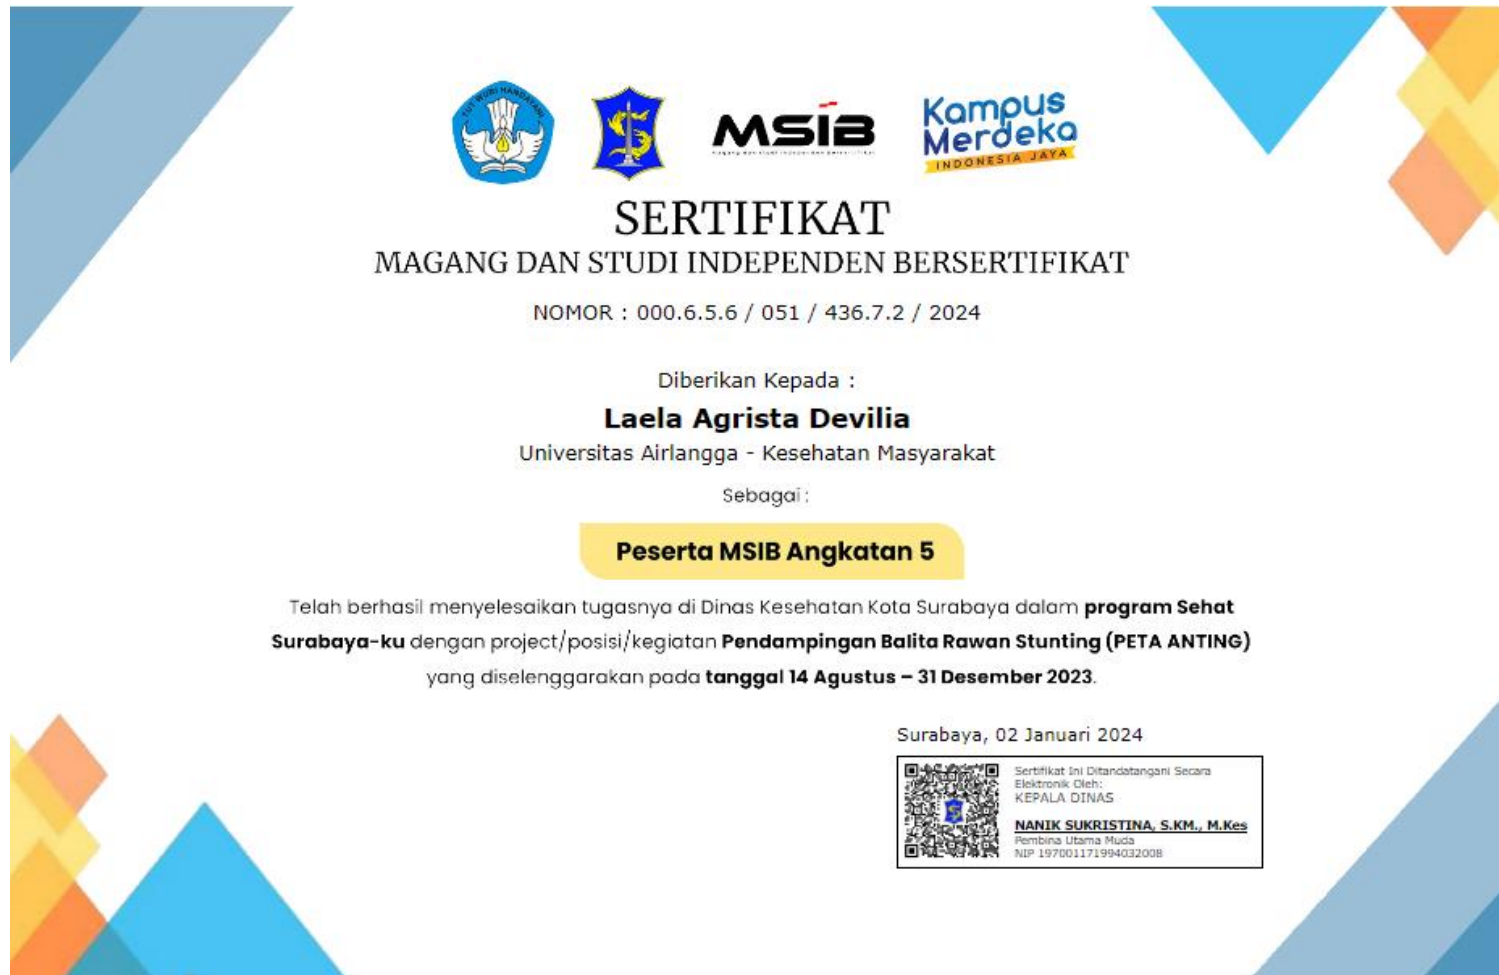 TUT WURI HANDAYANI
MSIB
Kampus
Merdeka
INDONESIA JAYA
SERTIFIKAT
MAGANG DAN STUDI INDEPENDEN BERSERTIFIKAT
NOMOR : 000.6.5.6 / 051 / 436.7.2 / 2024
Diberikan Kepada :
Laela Agrista Devilia
Universitas Airlangga - Kesehatan Masyarakat
Sebagai :
Peserta MSIB Angkatan 5
Telah berhasil menyelesaikan tugasnya di Dinas Kesehatan Kota Surabaya dalam program Sehat
Surabaya-ku dengan project/posisi/kegiatan Pendampingan Balita Rawan Stunting (PETA ANTING)
yang diselenggarakan pada tanggal 14 Agustus – 31 Desember 2023.
Surabaya, 02 Januari 2024
Sertifikat Ini Ditandatangani Secara
Elektronik Oleh:
KEPALA DINAS
NANIK SUKRISTINA, S.KM., M.Kes
Pembina Utama Muda
NIP 197001171994032008